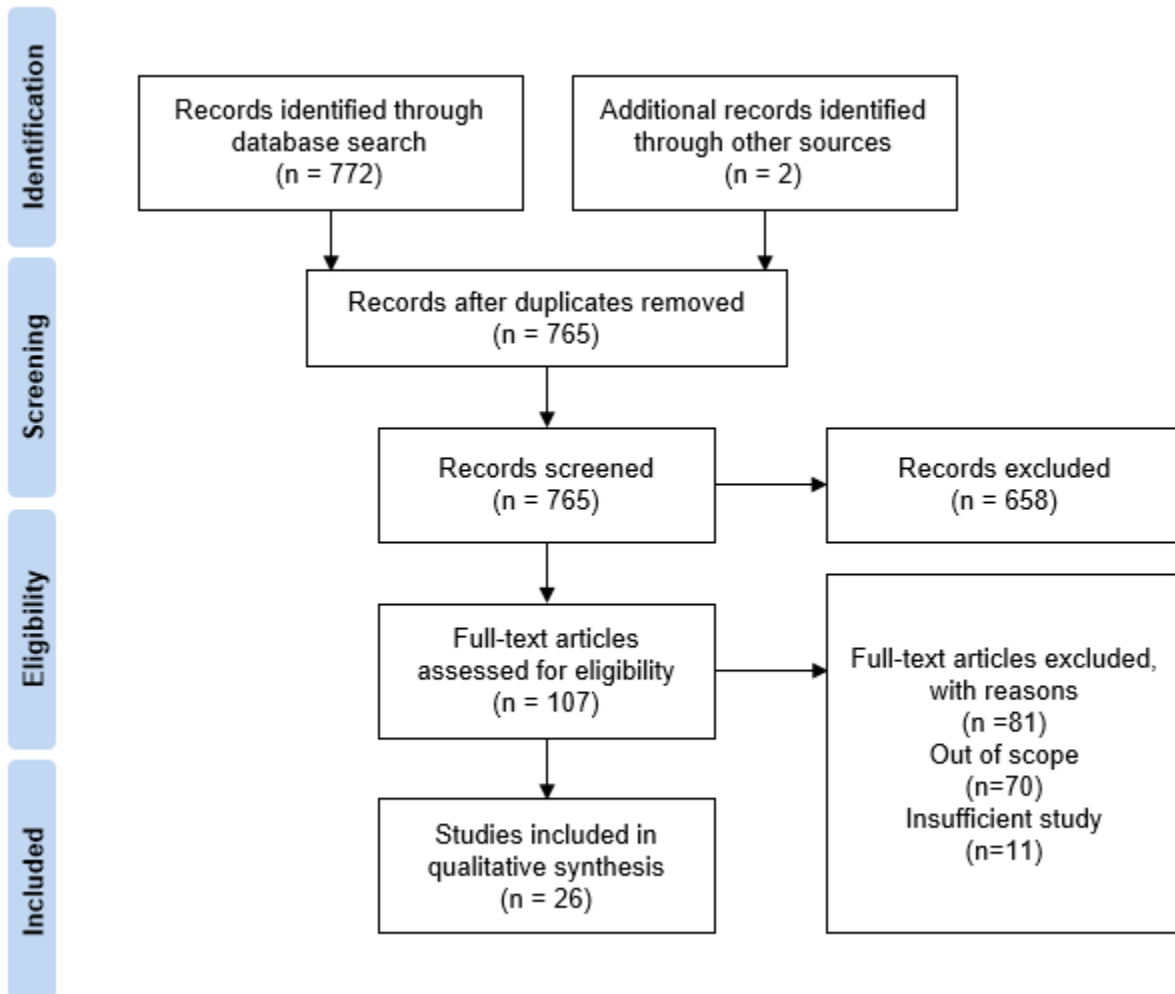 Identification
Records identified through
database search
(n = 772)
Additional records identified
through other sources
(n = 2)
Screening
Records after duplicates removed
(n = 765)
Records screened
(n = 765)
Records excluded
(n = 658)
Eligibility
Full-text articles
assessed for eligibility
(n = 107)
Full-text articles excluded,
with reasons
(n =81)
Out of scope
(n=70)
Insufficient study
(n=11)
Included
Studies included in
qualitative synthesis
(n = 26)